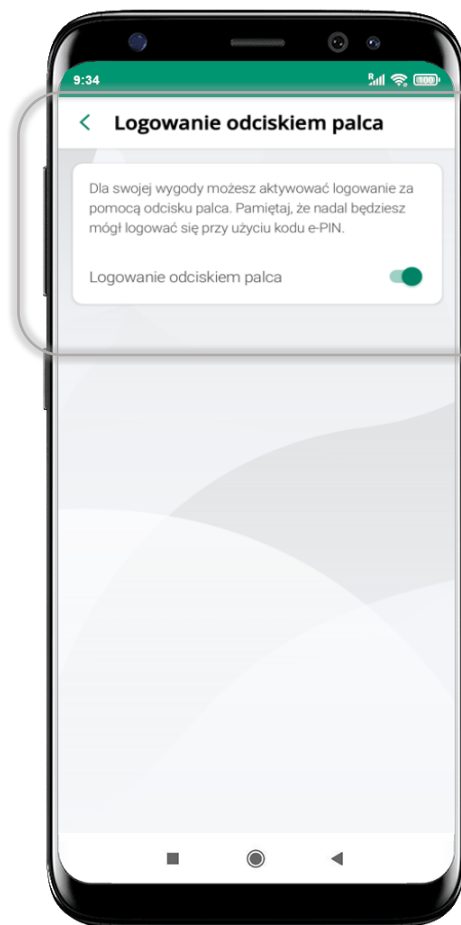 9:34
R
100
Logowanie odciskiem palca
Dla swojej wygody możesz aktywować logowanie za
pomocą odcisku palca. Pamiętaj, że nadal będziesz
mógł logować się przy użyciu kodu e-PIN.
Logowanie odciskiem palca